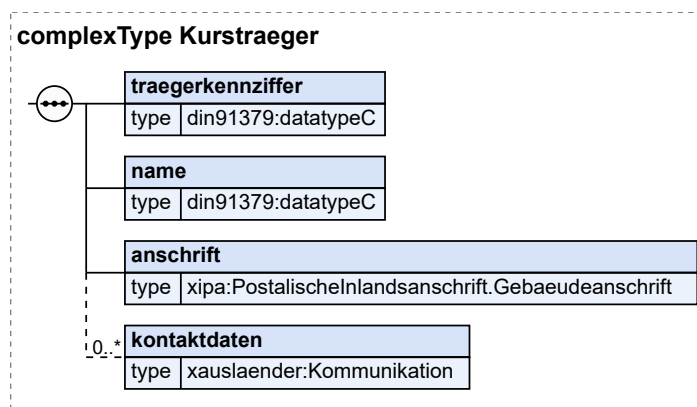 complexType Kurstraeger
traegerkennziffer
type din91379:datatypeC
name
type din91379:datatypeC
anschrift
type xipa:PostalischeInlandsanschrift.Gebaeudeanschrift
0..* kontaktdaten
type xauslaender:Kommunikation